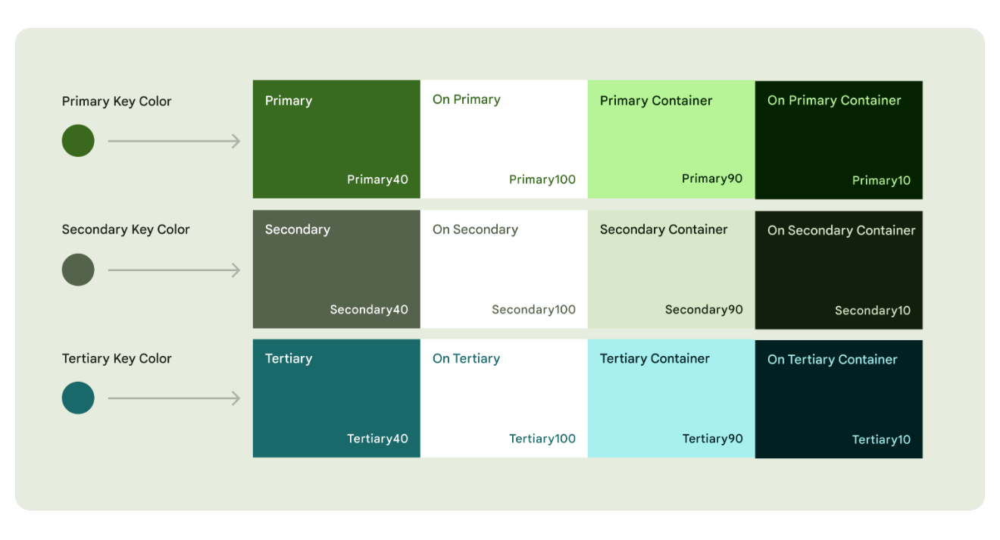 Primary Key Color
Primary
On Primary
Primary Container
On Primary Container
Primary40
Primary100
Primary90
Primary10
Secondary Key Color
Secondary
On Secondary
Secondary Container
On Secondary Container
Secondary40
Secondary100
Secondary90
Secondary10
Tertiary Key Color
Tertiary
On Tertiary
Tertiary Container
On Tertiary Container
Tertiary40
Tertiary100
Tertiary90
Tertiary10